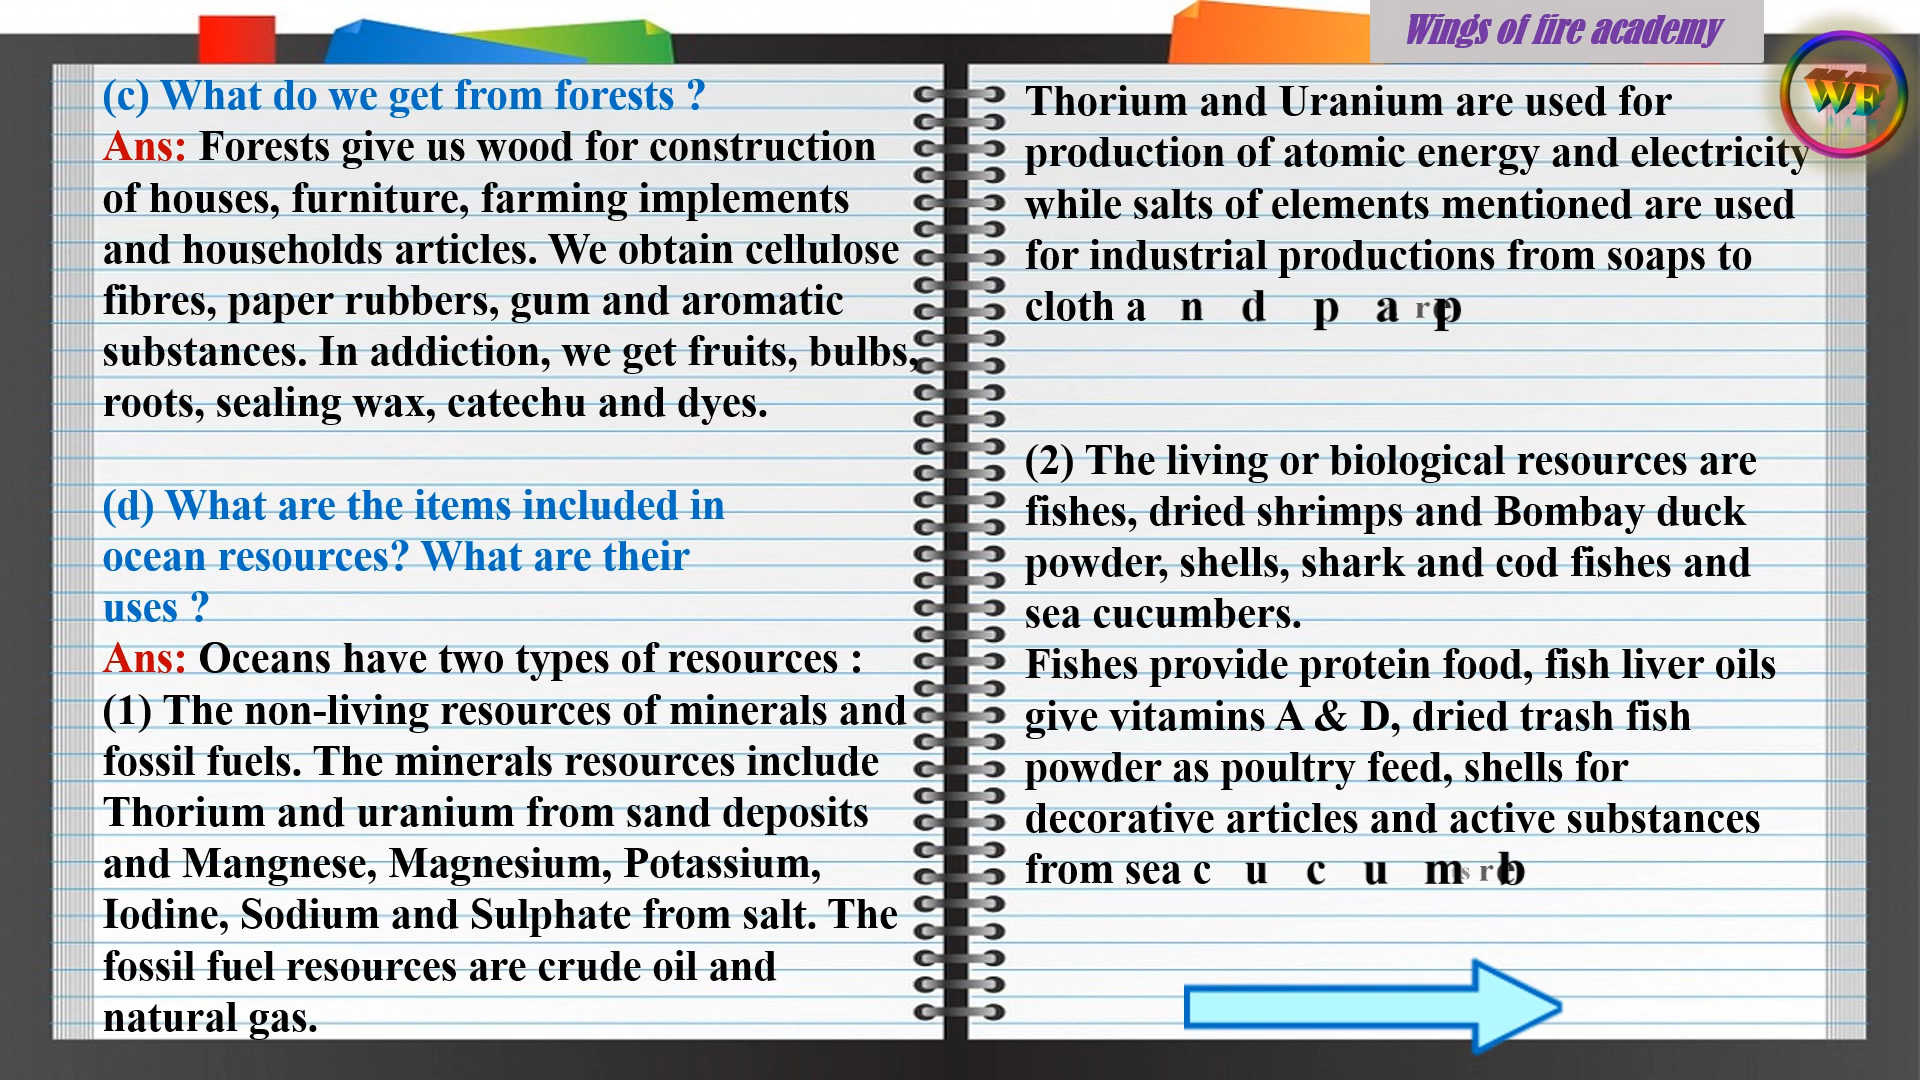 Wings of fire academy
WF
(c) What do we get from forests ?
Ans: Forests give us wood for construction
of houses, furniture, farming implements
and households articles. We obtain cellulose
fibres, paper rubbers, gum and aromatic
substances. In addiction, we get fruits, bulbs,
roots, sealing wax, catechu and dyes.
(d) What are the items included in
ocean resources? What are their
uses ?
Ans: Oceans have two types of resources :
(1) The non-living resources of minerals and
fossil fuels. The minerals resources include
Thorium and uranium from sand deposits
and Mangnese, Magnesium, Potassium,
Iodine, Sodium and Sulphate from salt. The
fossil fuel resources are crude oil and
natural gas.
Thorium and Uranium are used for
production of atomic energy and electricity
while salts of elements mentioned are used
for industrial productions from soaps to
cloth a n d
(2) The living or biological resources are
fishes, dried shrimps and Bombay duck
powder, shells, shark and cod fishes and
sea cucumbers.
Fishes provide protein food, fish liver oils
give vitamins A & D, dried trash fish
powder as poultry feed, shells for
decorative articles and active substances
from sea